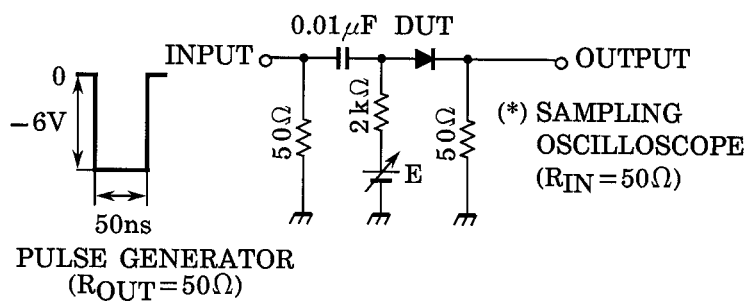 0.01μF DUT
INPUT
OUTPUT
0
−6V
50Ω
2kΩ
50Ω
E
(*) SAMPLING
OSCILLOSCOPE
(RIN=50Ω)
50ns
PULSE GENERATOR
(ROUT=50Ω)